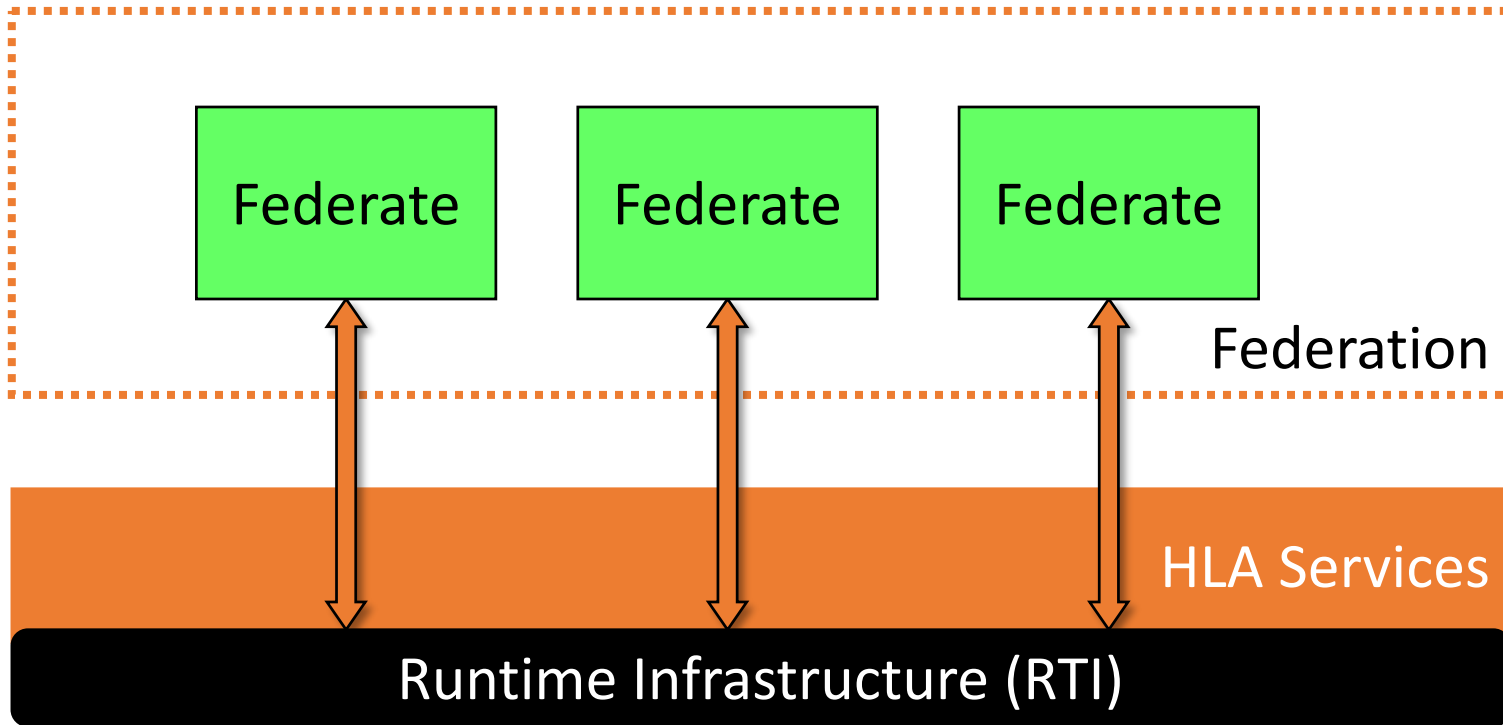 Federate
Federate
Federate
Federation
HLA Services
Runtime Infrastructure (RTI)